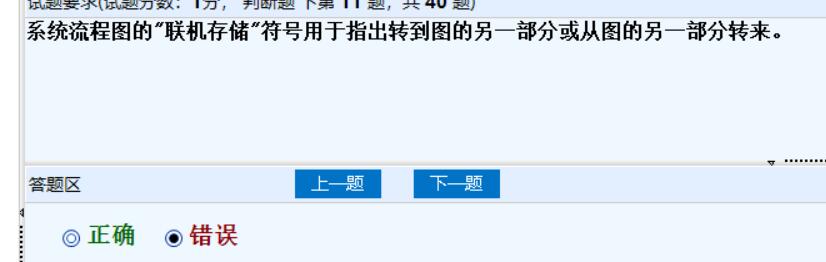 试题要求(试题分数：1分， 判断题 下第 11 题，共 40 题)
系统流程图的"联机存储"符号用于指出转到图的另一部分或从图的另一部分转来。
答题区
上一题
下一题
正确
错误